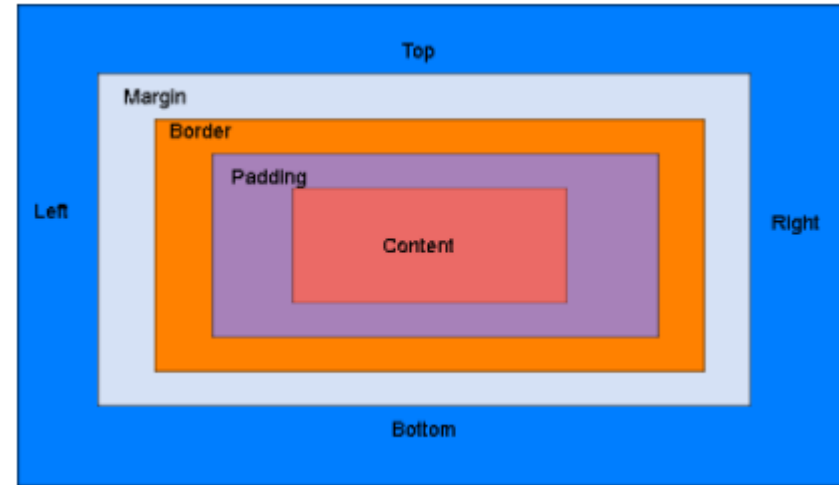 Top
Margin
Border
Padding
Left
Right
Content
Bottom